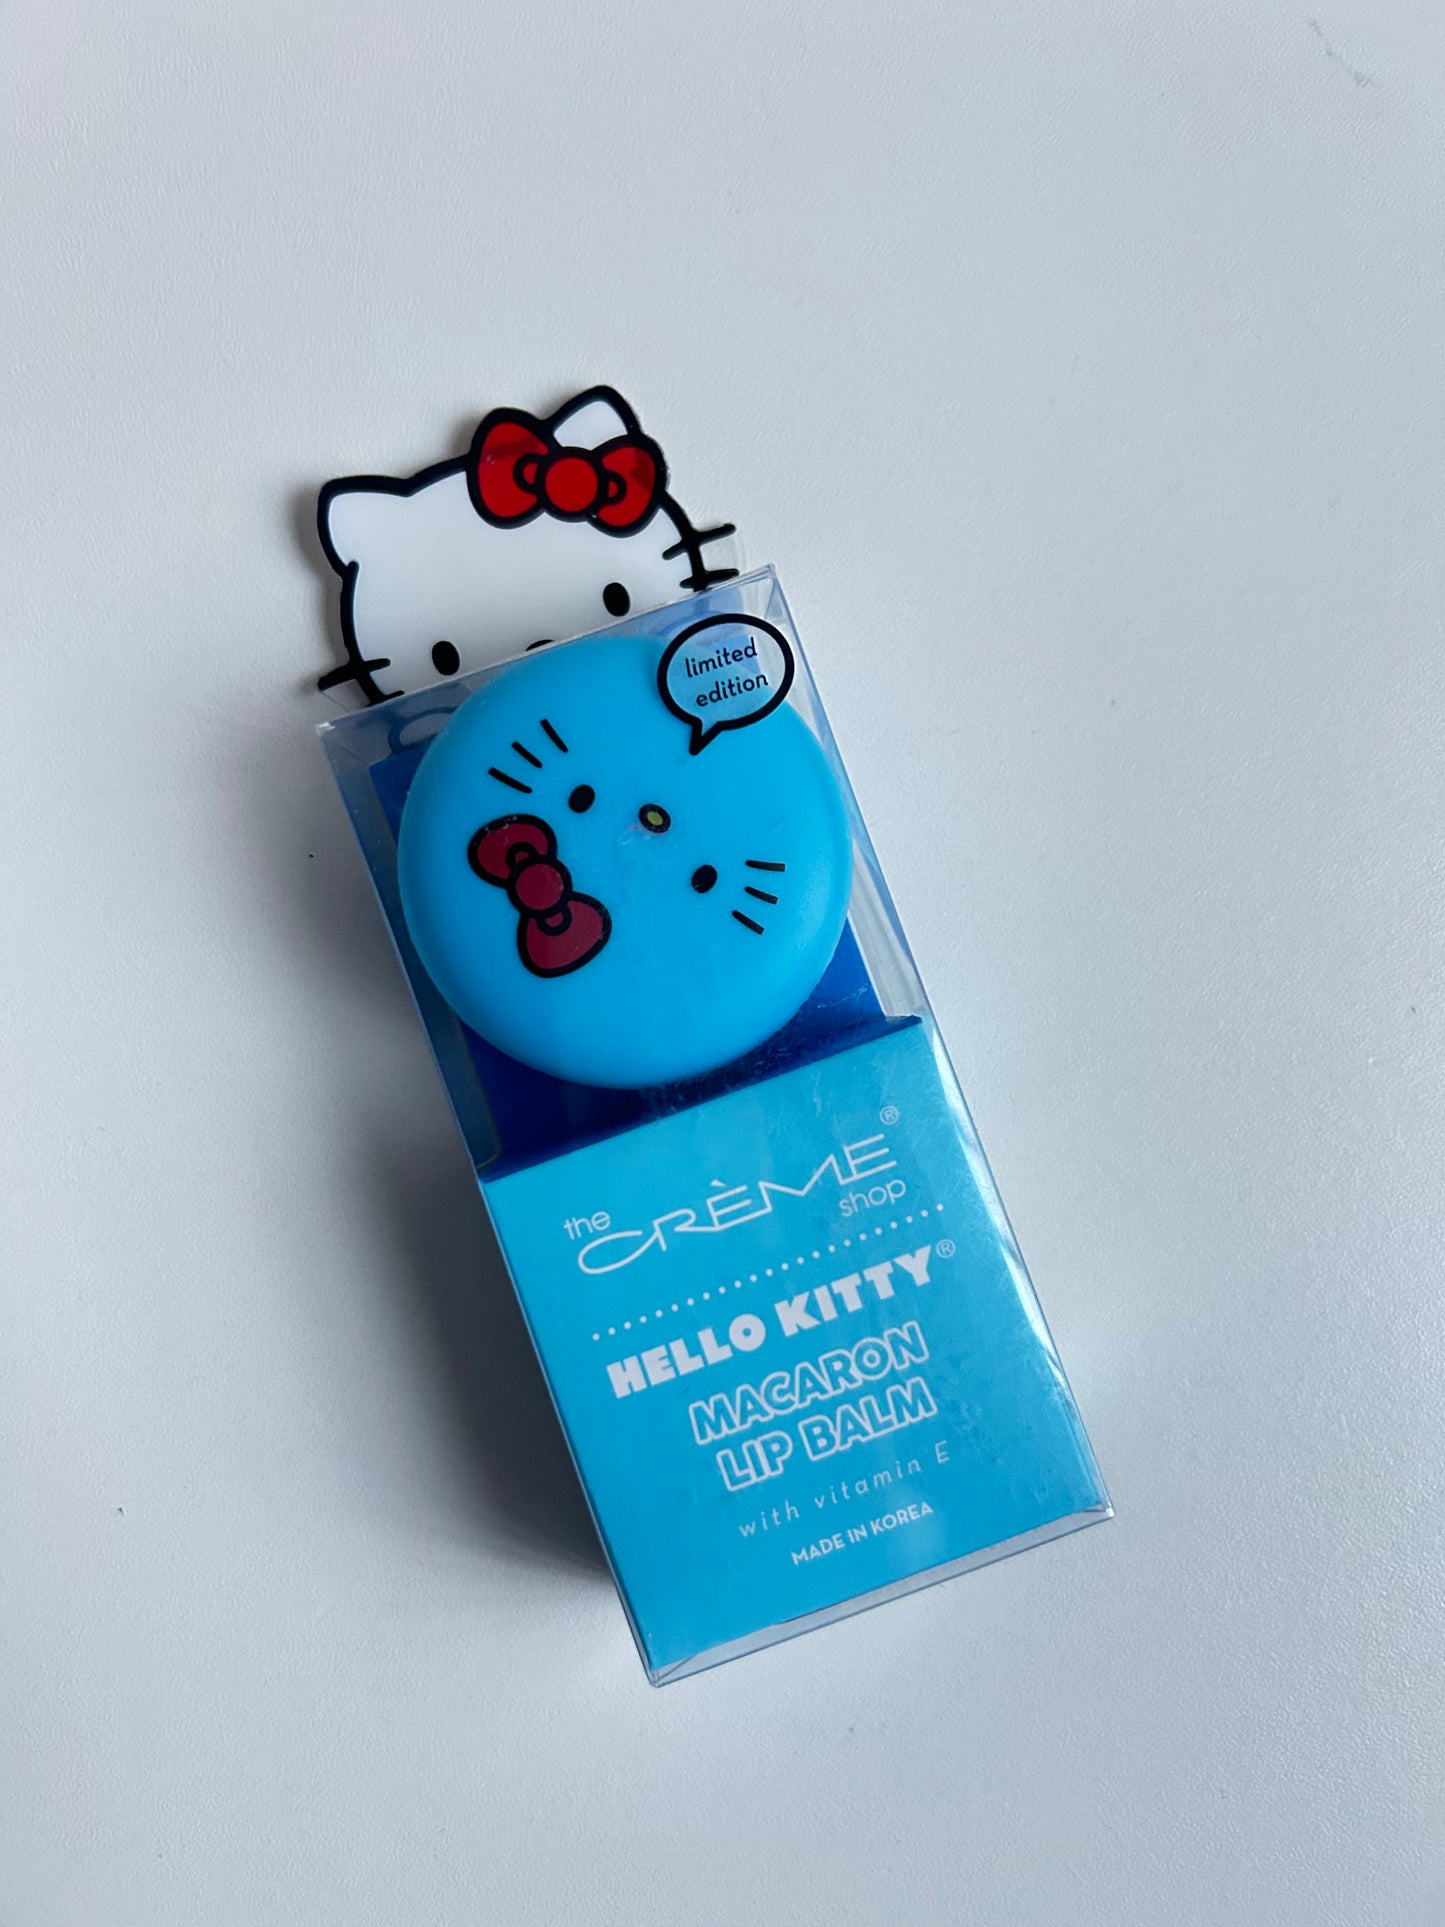 limited
edition
the CRÈME® shop
HELLO KITTY®
MACARON
LIP BALM
with vitamin E
MADE IN KOREA